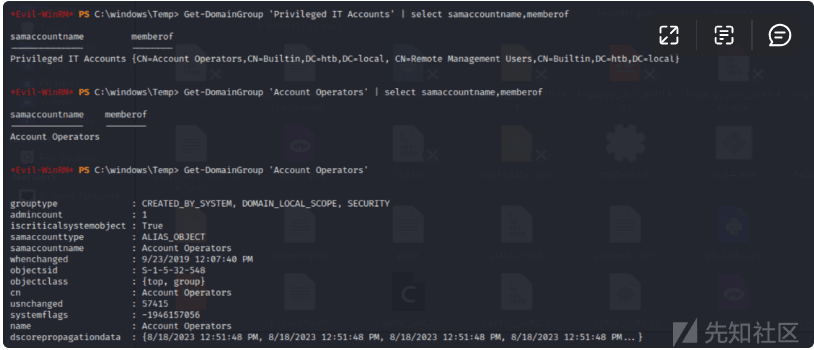 *Evil-WinRM* PS C:\windows\Temp> Get-DomainGroup 'Privileged IT Accounts' | select samaccountname,memberof
samaccountname memberof
Privileged IT Accounts {CN=Account Operators,CN=Builtin,DC=htb,DC=local, CN=Remote Management Users,CN=Builtin,DC=htb,DC=local}
*Evil-WinRM* PS C:\windows\Temp> Get-DomainGroup 'Account Operators' | select samaccountname,memberof
samaccountname memberof
Account Operators
*Evil-WinRM* PS C:\windows\Temp> Get-DomainGroup 'Account Operators'
grouptype : CREATED_BY_SYSTEM, DOMAIN_LOCAL_SCOPE, SECURITY
admincount : 1
iscriticalsystemobject : True
samaccounttype : ALIAS_OBJECT
samaccountname : Account Operators
whenchanged : 9/23/2019 12:07:40 PM
objectsid : S-1-5-32-548
objectclass : {top, group}
cn : Account Operators
usnchanged : 57415
systemflags : -1946157056
name : Account Operators
dscorepropagationdata : {8/18/2023 12:51:48 PM, 8/18/2023 12:51:48 PM, 8/18/2023 12:51:48 PM, 8/18/2023 12:51:48 PM...}
先知社区